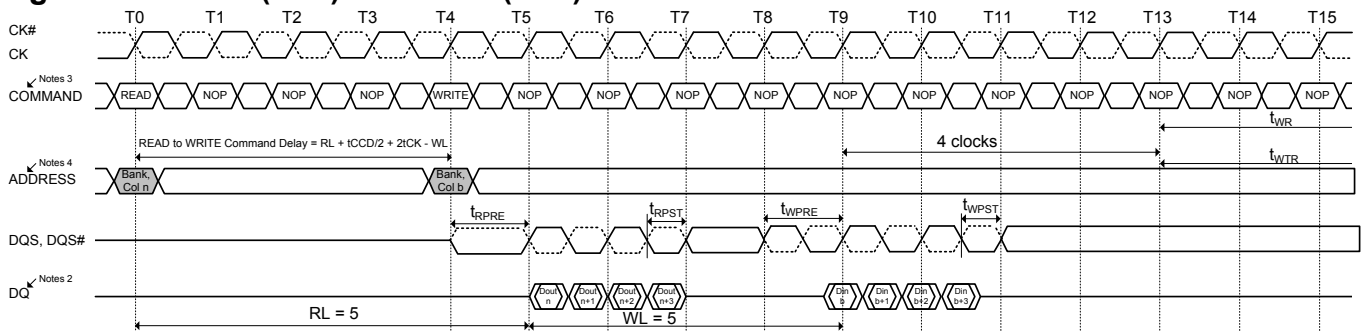 T0 T1 T2 T3 T4 T5 T6 T7 T8 T9 T10 T11 T12 T13 T14 T15
CK#
CK
Notes 3
COMMAND READ NOP NOP NOP WRITE NOP NOP NOP NOP NOP NOP NOP NOP NOP NOP NOP
tWR
READ to WRITE Command Delay = RL + tCCD/2 + 2tCK - WL
4 clocks
tWTR
Notes 4
ADDRESS
Bank, Col n
Bank, Col b
tRPRE tRPST tWPRE tWPST
DQS, DQS#
Notes 2
DQ
Dout n
Dout n+1
Dout n+2
Dout n+3
Din b
Din b+1
Din b+2
Din b+3
RL = 5 WL = 5